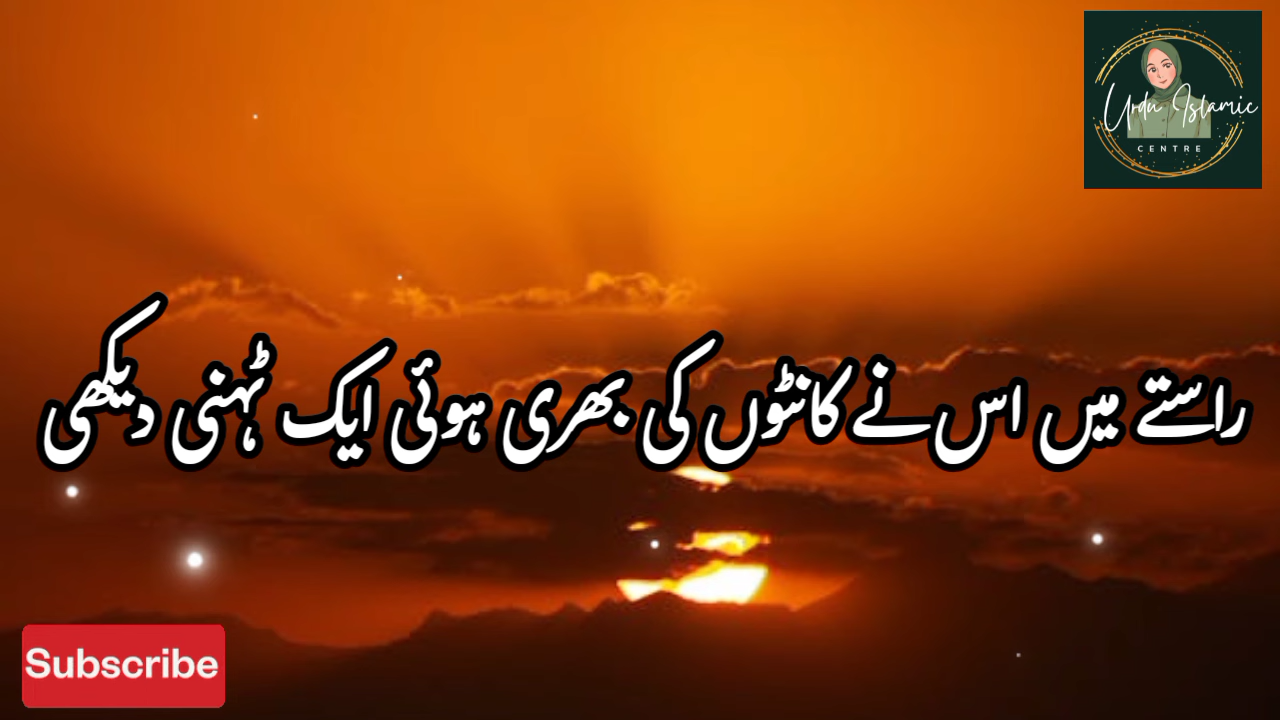 Urdu Islamic
CENTRE
راستے میں اس نے کانٹوں کی بھری ہوئی ایک ٹہنی دیکھی
Subscribe